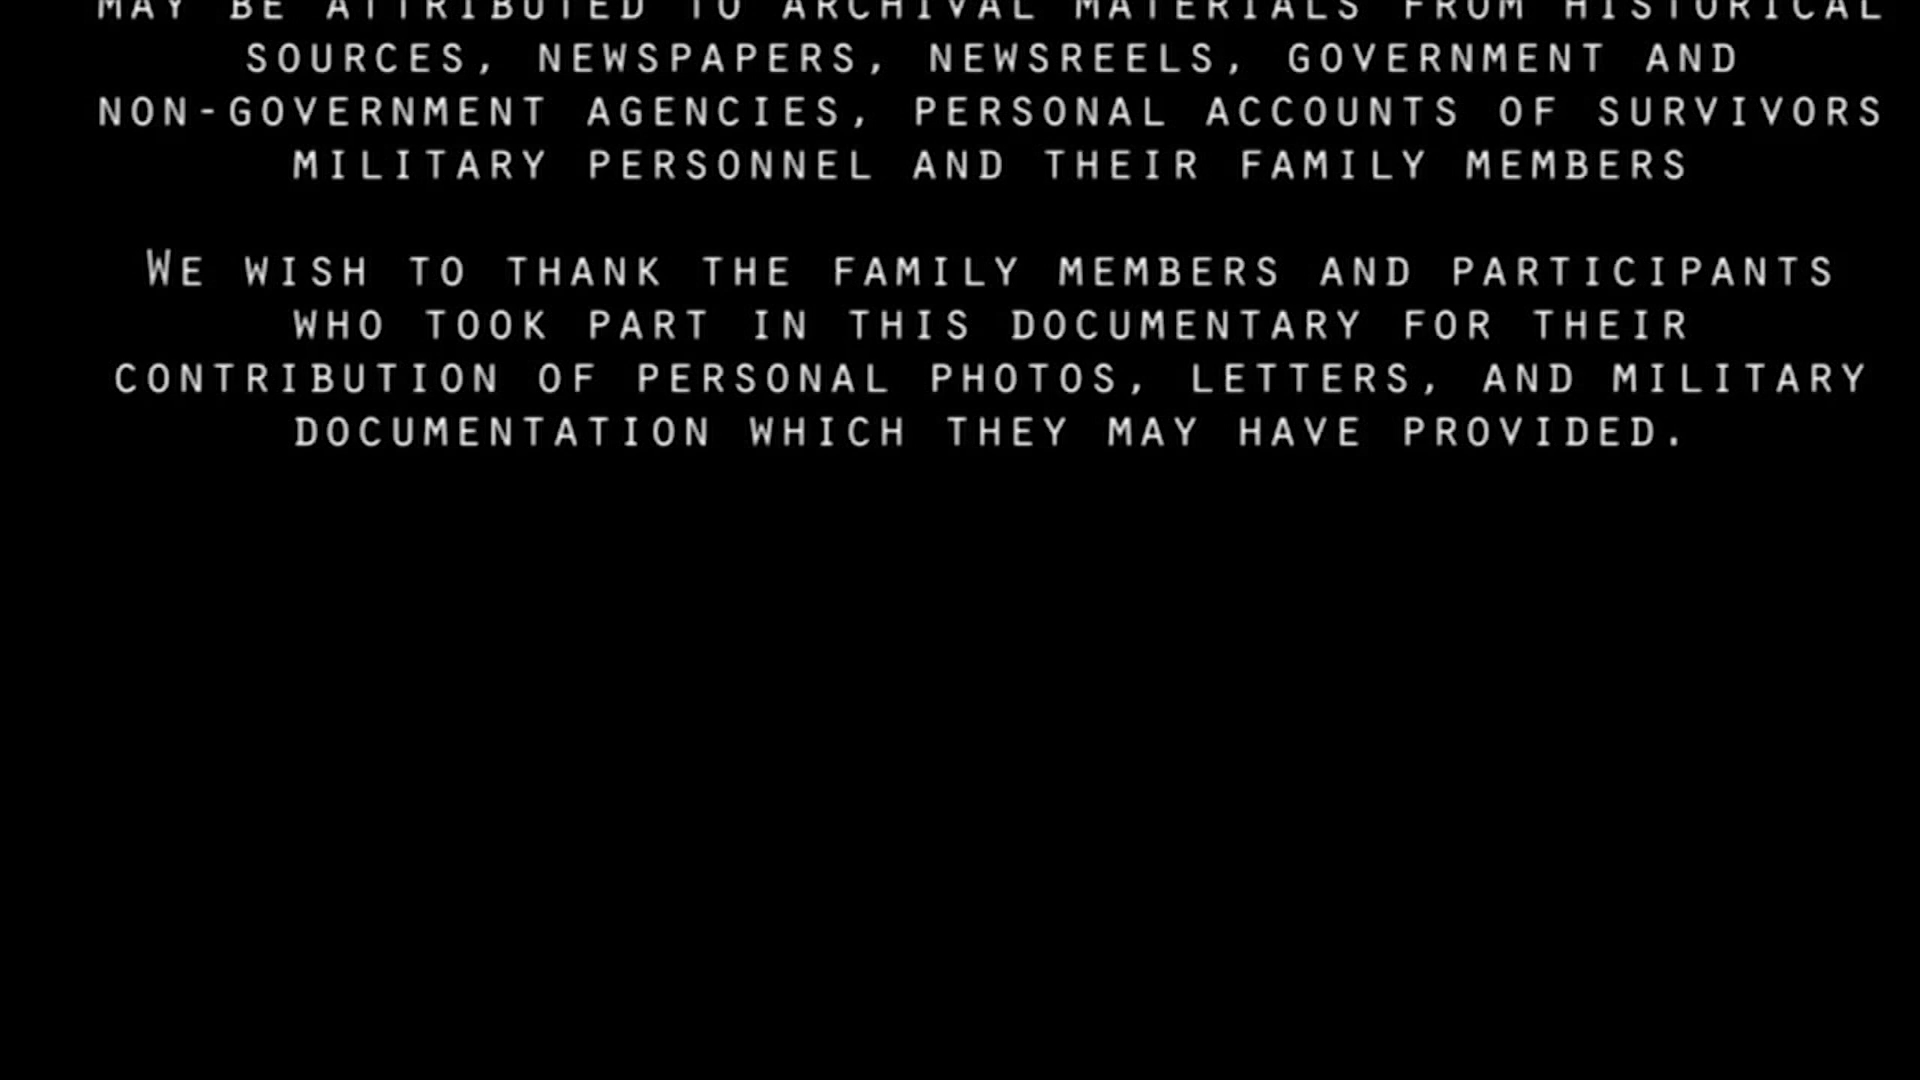 MAY BE ATTRIBUTED TO ARCHIVAL MATERIALS FROM HISTORICAL
SOURCES, NEWSPAPERS, NEWSREELS, GOVERNMENT AND
NON-GOVERNMENT AGENCIES, PERSONAL ACCOUNTS OF SURVIVORS
MILITARY PERSONNEL AND THEIR FAMILY MEMBERS
WE WISH TO THANK THE FAMILY MEMBERS AND PARTICIPANTS
WHO TOOK PART IN THIS DOCUMENTARY FOR THEIR
CONTRIBUTION OF PERSONAL PHOTOS, LETTERS, AND MILITARY
DOCUMENTATION WHICH THEY MAY HAVE PROVIDED.